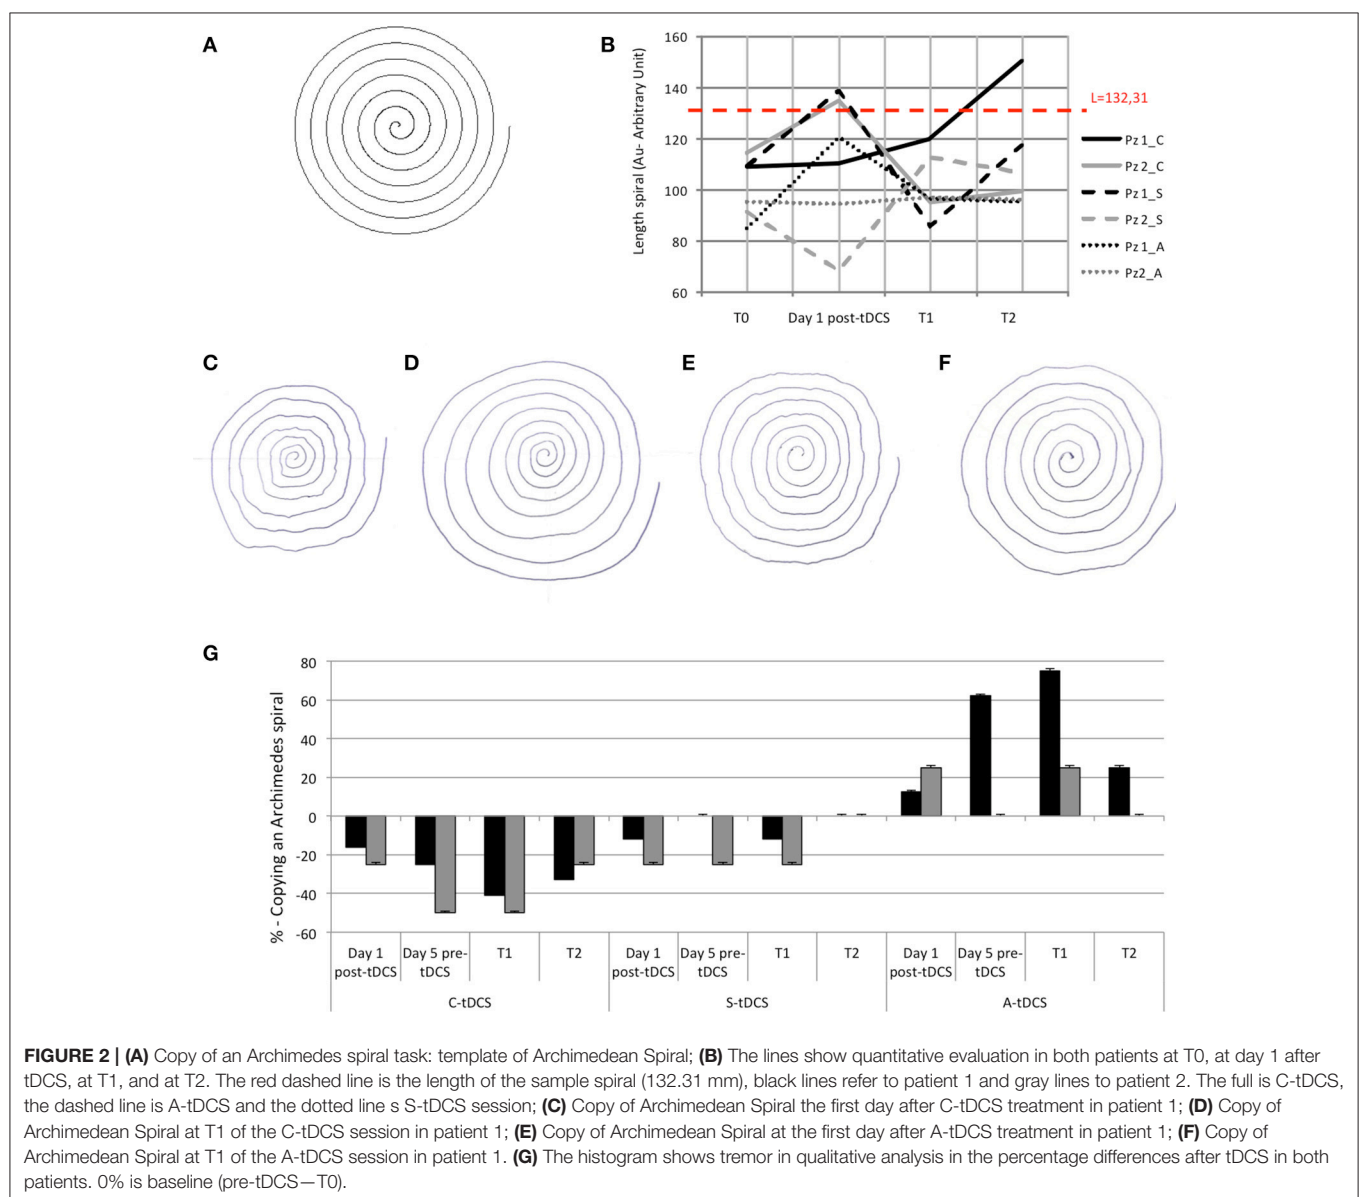 A
B
Length spiral (Au- Arbitrary Unit)
160
140
120
100
80
60
L=132,31
Pz 1_C
Pz 2_C
Pz 1_S
Pz 2_S
Pz 1_A
Pz2_A
T0 Day 1 post-tDCS T1 T2
C
D
E
F
G
% - Copying an Archimedes spiral
80
60
40
20
0
-20
-40
-60
Day 1 Day 5 pre- T1 T2 Day 1 Day 5 pre- T1 T2 Day 1 Day 5 pre- T1 T2
post-tDCS tDCS post-tDCS tDCS post-tDCS tDCS
C-tDCS S-tDCS A-tDCS
FIGURE 2 | (A) Copy of an Archimedes spiral task: template of Archimedean Spiral; (B) The lines show quantitative evaluation in both patients at T0, at day 1 after
tDCS, at T1, and at T2. The red dashed line is the length of the sample spiral (132.31 mm), black lines refer to patient 1 and gray lines to patient 2. The full is C-tDCS,
the dashed line is A-tDCS and the dotted line s S-tDCS session; (C) Copy of Archimedean Spiral the first day after C-tDCS treatment in patient 1; (D) Copy of
Archimedean Spiral at T1 of the C-tDCS session in patient 1; (E) Copy of Archimedean Spiral at the first day after A-tDCS treatment in patient 1; (F) Copy of
Archimedean Spiral at T1 of the A-tDCS session in patient 1. (G) The histogram shows tremor in qualitative analysis in the percentage differences after tDCS in both
patients. 0% is baseline (pre-tDCS—T0).